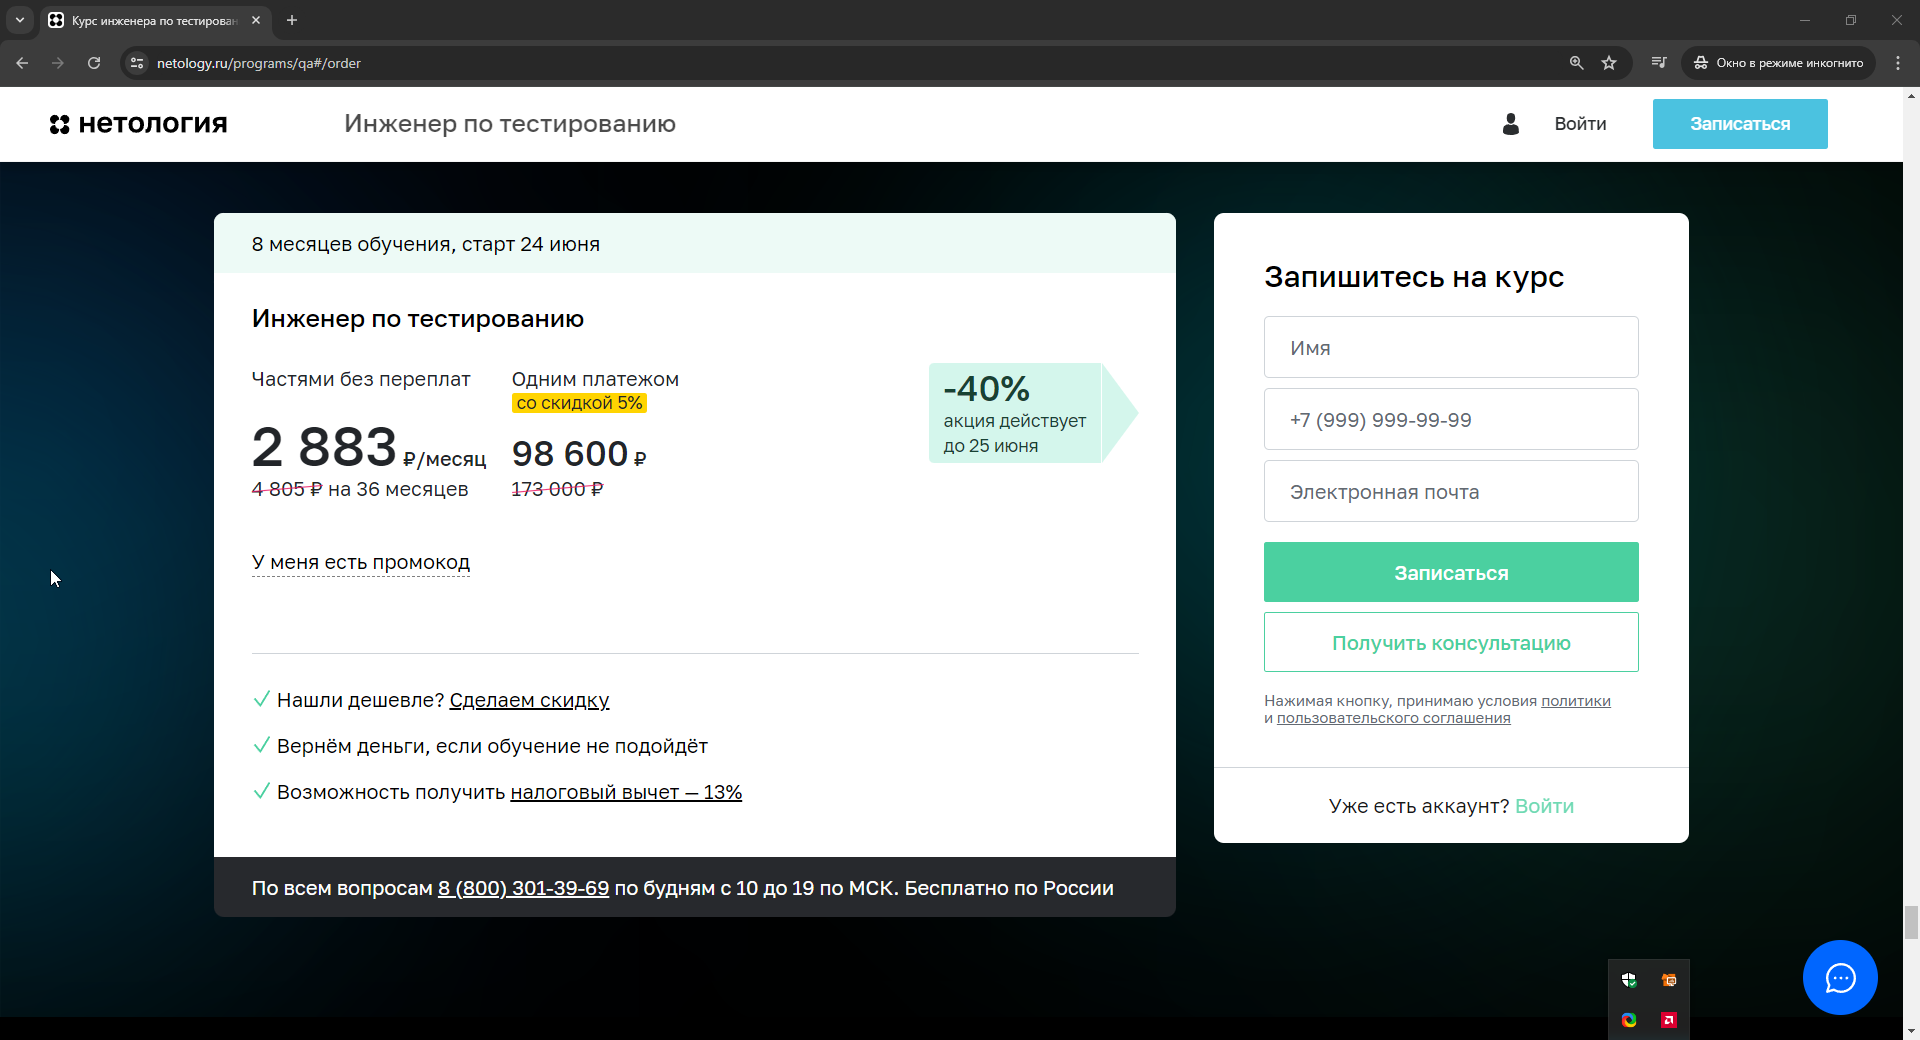 Курс инженера по тестирован
netology.ru/programs/qa#/order
Окно в режиме инкогнито
нетология
Инженер по тестированию
Войти
Записаться
8 месяцев обучения, старт 24 июня
Инженер по тестированию
Частями без переплат
2 883 ₽/месяц
4 805 ₽ на 36 месяцев
Одним платежом
со скидкой 5%
98 600 ₽
173 000 ₽
-40%
акция действует
до 25 июня
У меня есть промокод
Нашли дешевле? Сделаем скидку
Вернём деньги, если обучение не подойдёт
Возможность получить налоговый вычет — 13%
По всем вопросам 8 (800) 301-39-69 по будням с 10 до 19 по МСК. Бесплатно по России
Запишитесь на курс
Имя
+7 (999) 999-99-99
Электронная почта
Записаться
Получить консультацию
Нажимая кнопку, принимаю условия политики
и пользовательского соглашения
Уже есть аккаунт? Войти